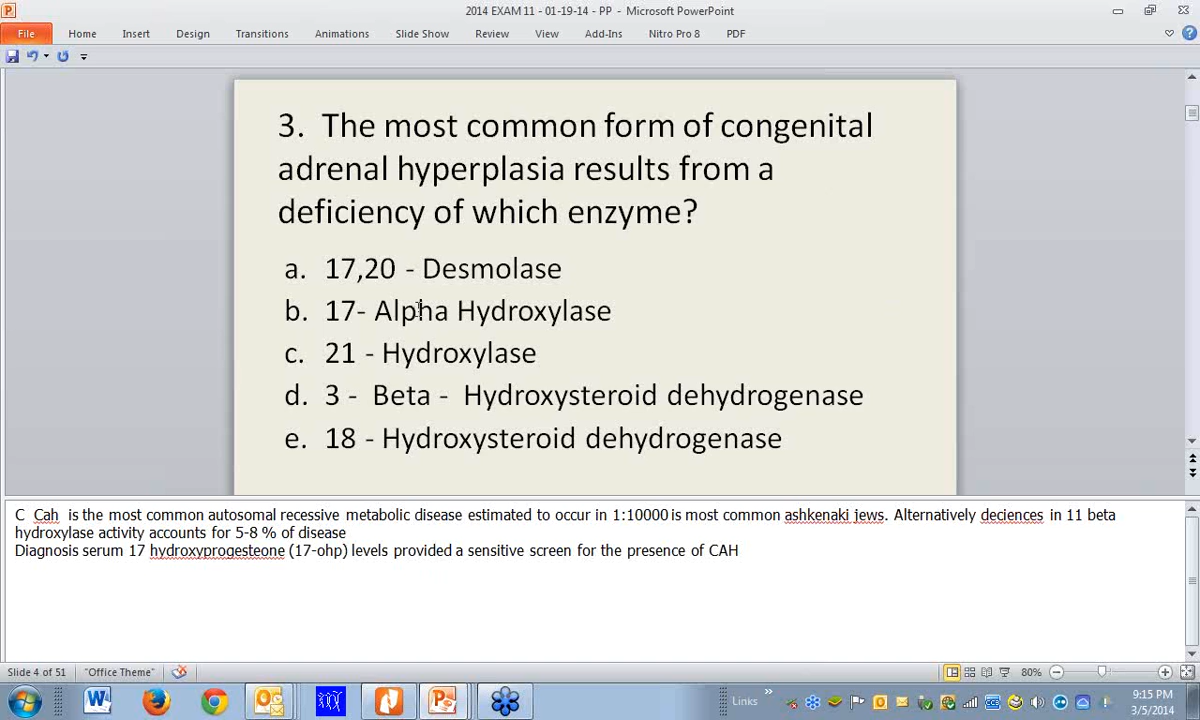 2014 EXAM 11 - 01-19-14 - PP - Microsoft PowerPoint
File Home Insert Design Transitions Animations Slide Show Review View Add-Ins Nitro Pro 8 PDF
3. The most common form of congenital
adrenal hyperplasia results from a
deficiency of which enzyme?
a. 17,20 - Desmolase
b. 17- Alpha Hydroxylase
c. 21 - Hydroxylase
d. 3 - Beta - Hydroxysteroid dehydrogenase
e. 18 - Hydroxysteroid dehydrogenase
C Cah is the most common autosomal recessive metabolic disease estimated to occur in 1:10000 is most common ashkenaki jews. Alternatively deciences in 11 beta
hydroxylase activity accounts for 5-8 % of disease
Diagnosis serum 17 hydroxyprogesteone (17-ohp) levels provided a sensitive screen for the presence of CAH
Slide 4 of 51 "Office Theme" 80%
Links » 9:15 PM
3/5/2014